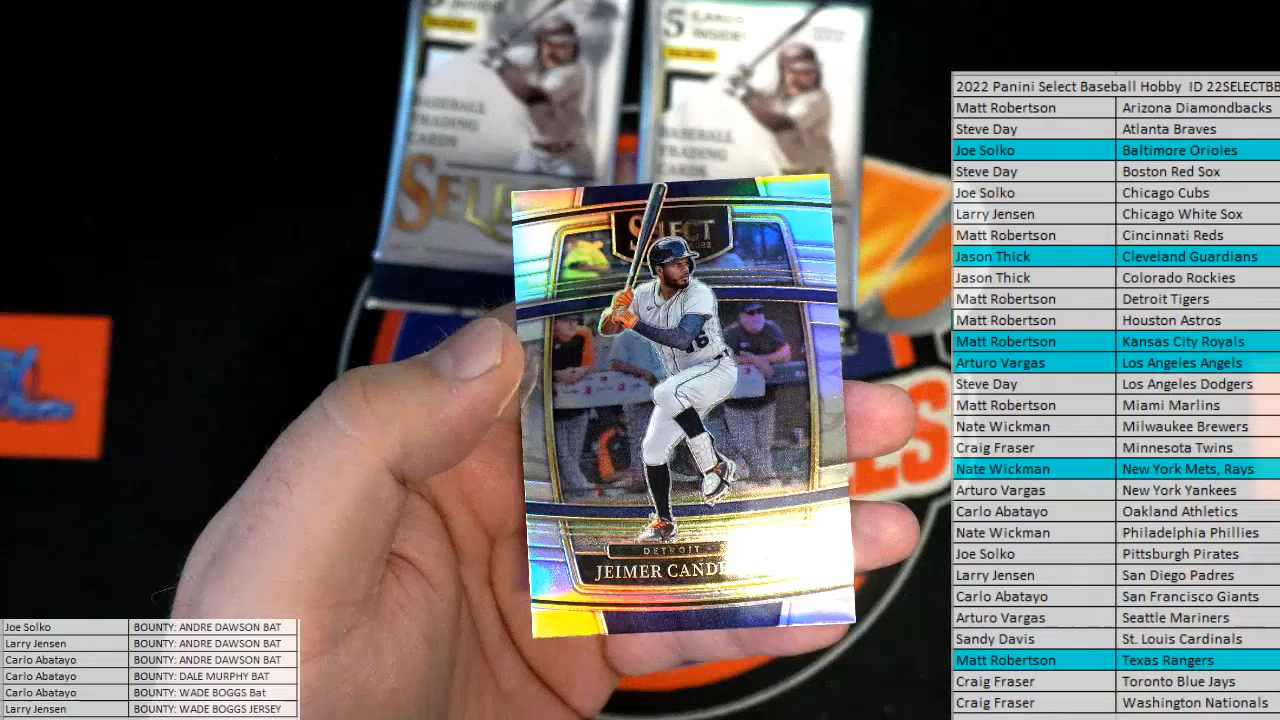 5 CARDS
INSIDE!
PANINI
BASEBALL
TRADING
CARDS
BASEBALL
TRADING
CARDS
SELECT
2022
16
DETROIT
JEIMER
2022 Panini Select Baseball Hobby ID 22SELECTBB
Matt Robertson Arizona Diamondbacks
Steve Day Atlanta Braves
Joe Solko Baltimore Orioles
Steve Day Boston Red Sox
Joe Solko Chicago Cubs
Larry Jensen Chicago White Sox
Matt Robertson Cincinnati Reds
Jason Thick Cleveland Guardians
Jason Thick Colorado Rockies
Matt Robertson Detroit Tigers
Matt Robertson Houston Astros
Matt Robertson Kansas City Royals
Arturo Vargas Los Angeles Angels
Steve Day Los Angeles Dodgers
Matt Robertson Miami Marlins
Nate Wickman Milwaukee Brewers
Craig Fraser Minnesota Twins
Nate Wickman New York Mets, Rays
Arturo Vargas New York Yankees
Carlo Abatayo Oakland Athletics
Nate Wickman Philadelphia Phillies
Joe Solko Pittsburgh Pirates
Larry Jensen San Diego Padres
Carlo Abatayo San Francisco Giants
Arturo Vargas Seattle Mariners
Sandy Davis St. Louis Cardinals
Matt Robertson Texas Rangers
Craig Fraser Toronto Blue Jays
Craig Fraser Washington Nationals
Joe Solko BOUNTY: ANDRE DAWSON BAT
Larry Jensen BOUNTY: ANDRE DAWSON BAT
Carlo Abatayo BOUNTY: ANDRE DAWSON BAT
Carlo Abatayo BOUNTY: DALE MURPHY BAT
Carlo Abatayo BOUNTY: WADE BOGGS Bat
Larry Jensen BOUNTY: WADE BOGGS JERSEY